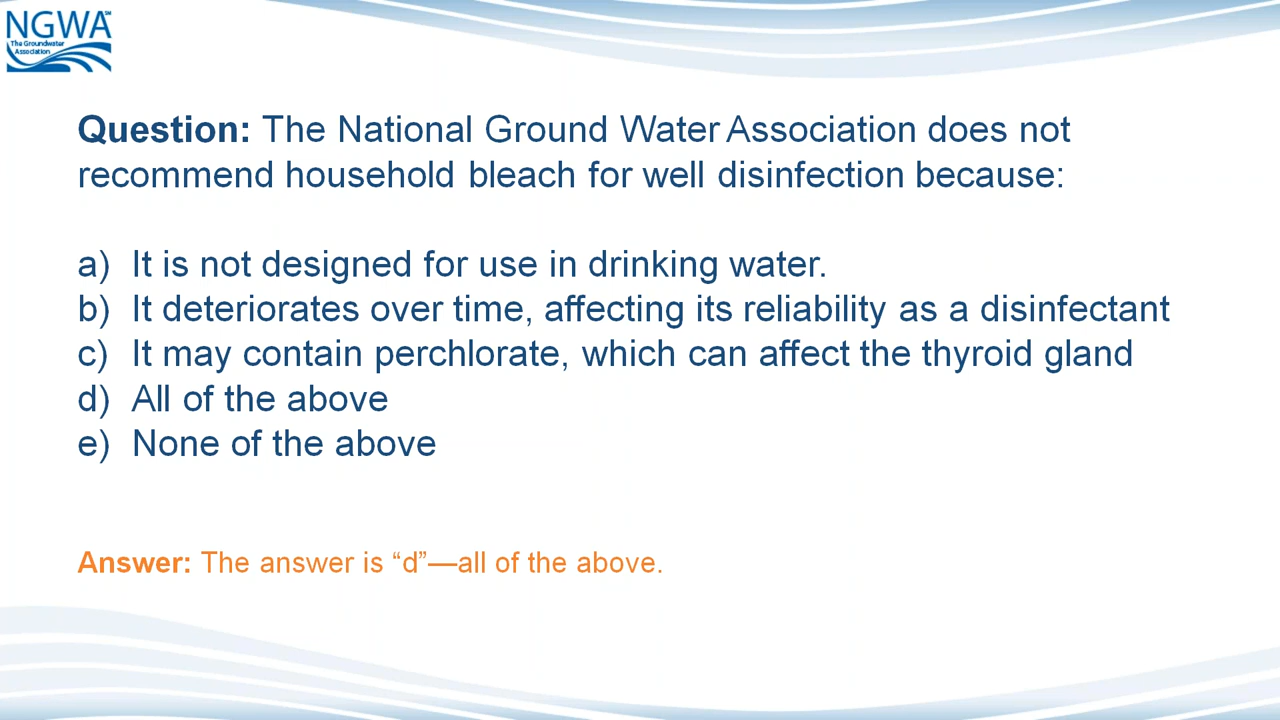 NGWA℠
The Groundwater
Association
Question: The National Ground Water Association does not
recommend household bleach for well disinfection because:
a) It is not designed for use in drinking water.
b) It deteriorates over time, affecting its reliability as a disinfectant
c) It may contain perchlorate, which can affect the thyroid gland
d) All of the above
e) None of the above
Answer: The answer is “d”—all of the above.